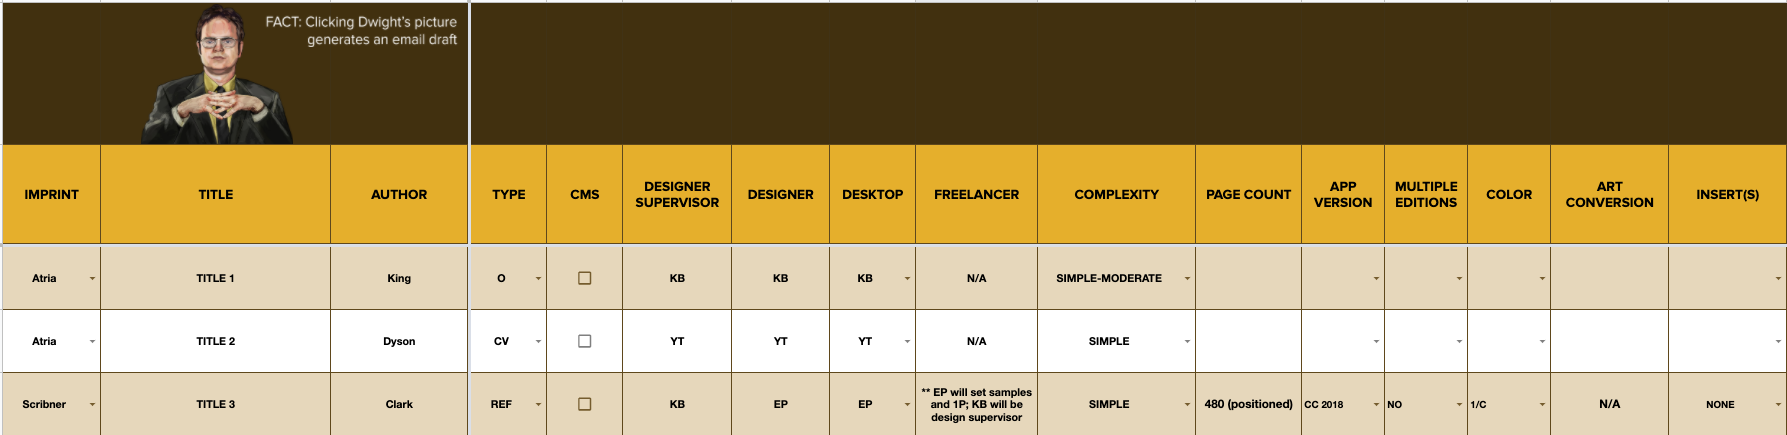 FACT: Clicking Dwight's picture
generates an email draft
IMPRINT TITLE AUTHOR TYPE CMS DESIGNER SUPERVISOR DESIGNER DESKTOP FREELANCER COMPLEXITY PAGE COUNT APP VERSION MULTIPLE EDITIONS COLOR ART CONVERSION INSERT(S)
Atria TITLE 1 King O KB KB KB N/A SIMPLE-MODERATE
Atria TITLE 2 Dyson CV YT YT YT N/A SIMPLE
Scribner TITLE 3 Clark REF KB EP EP ** EP will set samples and 1P; KB will be design supervisor SIMPLE 480 (positioned) CC 2018 NO 1/C N/A NONE